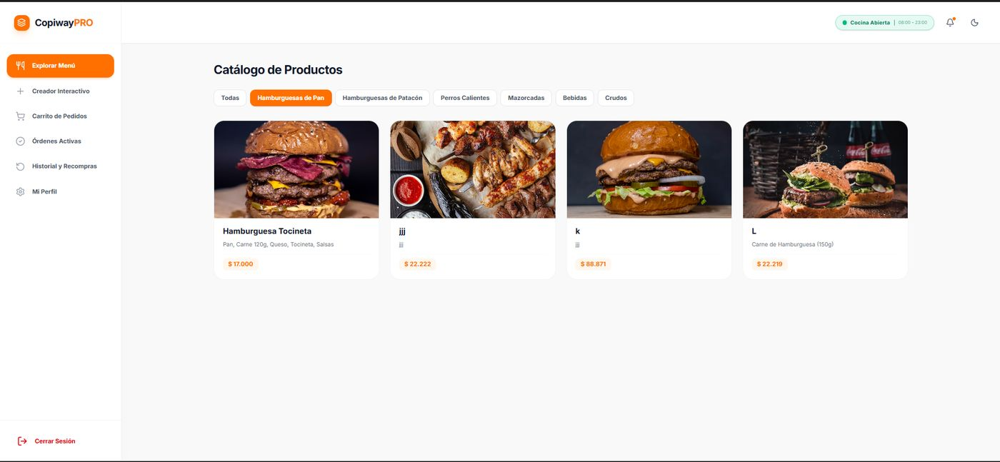 CopiwayPRO
Cocina Abierta | 08:00 - 23:00
Explorar Menú
Creador Interactivo
Carrito de Pedidos
Órdenes Activas
Historial y Recompras
Mi Perfil
Cerrar Sesión
Catálogo de Productos
Todas
Hamburguesas de Pan
Hamburguesas de Patacón
Perros Calientes
Mazorcadas
Bebidas
Crudos
Hamburguesa Tocineta
Pan, Carne 120g, Queso, Tocineta, Salsas
$ 17.000
jjj
jjj
$ 22.222
k
jjj
$ 88.871
Coca-Cola
L
Carne de Hamburguesa (150g)
$ 22.219